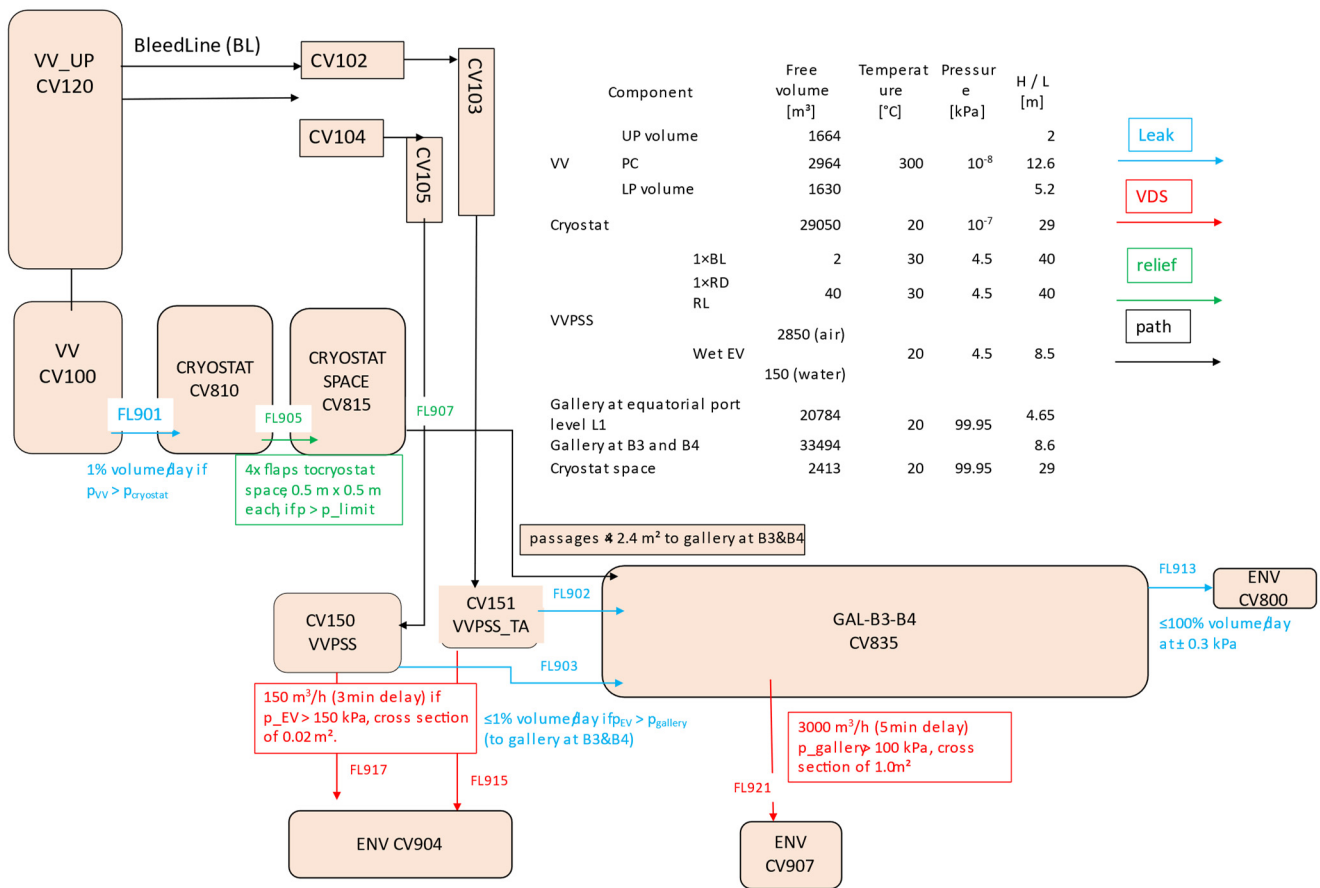 VV_UP
CV120
BleedLine (BL)
CV102
CV103
CV104
CV105
VV
CV100
CRYOSTAT
CV810
CRYOSTAT
SPACE
CV815
FL901
FL905
FL907
1% volume/day if
pVV > pcryostat
4x flaps tocryostat
space, 0.5 m x 0.5 m
each, if p > p_limit
Component Free volume [m³] Temperat ure [°C] Pressur e [kPa] H / L [m]
UP volume 1664 2
VV PC 2964 300 10⁻⁸ 12.6
LP volume 1630 5.2
Cryostat 29050 20 10⁻⁷ 29
1×BL 2 30 4.5 40
1×RD
RL 40 30 4.5 40
VVPSS
2850 (air)
Wet EV 20 4.5 8.5
150 (water)
Gallery at equatorial port
level L1 20784 20 99.95 4.65
Gallery at B3 and B4 33494 8.6
Cryostat space 2413 20 99.95 29
Leak
VDS
relief
path
passages 2.4 m² to gallery at B3&B4
CV150
VVPSS
CV151
VVPSS_TA
FL902
FL903
GAL-B3-B4
CV835
FL913
ENV
CV800
≤100% volume/day
at ± 0.3 kPa
150 m³/h (3min delay) if
p_EV > 150 kPa, cross section
of 0.02 m².
≤1% volume/day if pEV > pgallery
(to gallery at B3&B4)
3000 m³/h (5min delay)
p_gallery> 100 kPa, cross
section of 1.0m²
FL917
FL915
FL921
ENV CV904
ENV
CV907